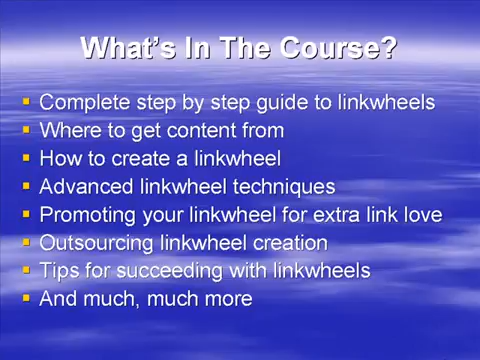 What's In The Course?
Complete step by step guide to linkwheels
Where to get content from
How to create a linkwheel
Advanced linkwheel techniques
Promoting your linkwheel for extra link love
Outsourcing linkwheel creation
Tips for succeeding with linkwheels
And much, much more